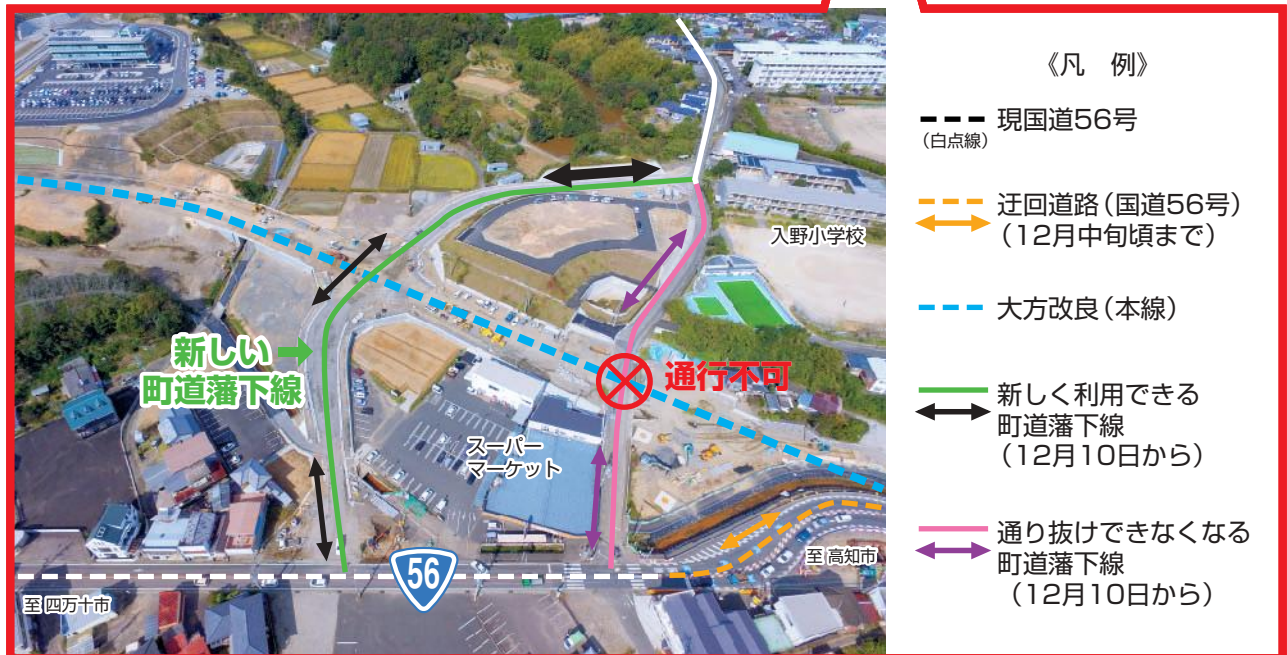 入野小学校
新しい
町道藩下線
通行不可
スーパー
マーケット
至 高知市
56
至 四万十市
《凡 例》
現国道56号
(白点線)
迂回道路(国道56号)
(12月中旬頃まで)
大方改良(本線)
新しく利用できる
町道藩下線
(12月10日から)
通り抜けできなくなる
町道藩下線
(12月10日から)